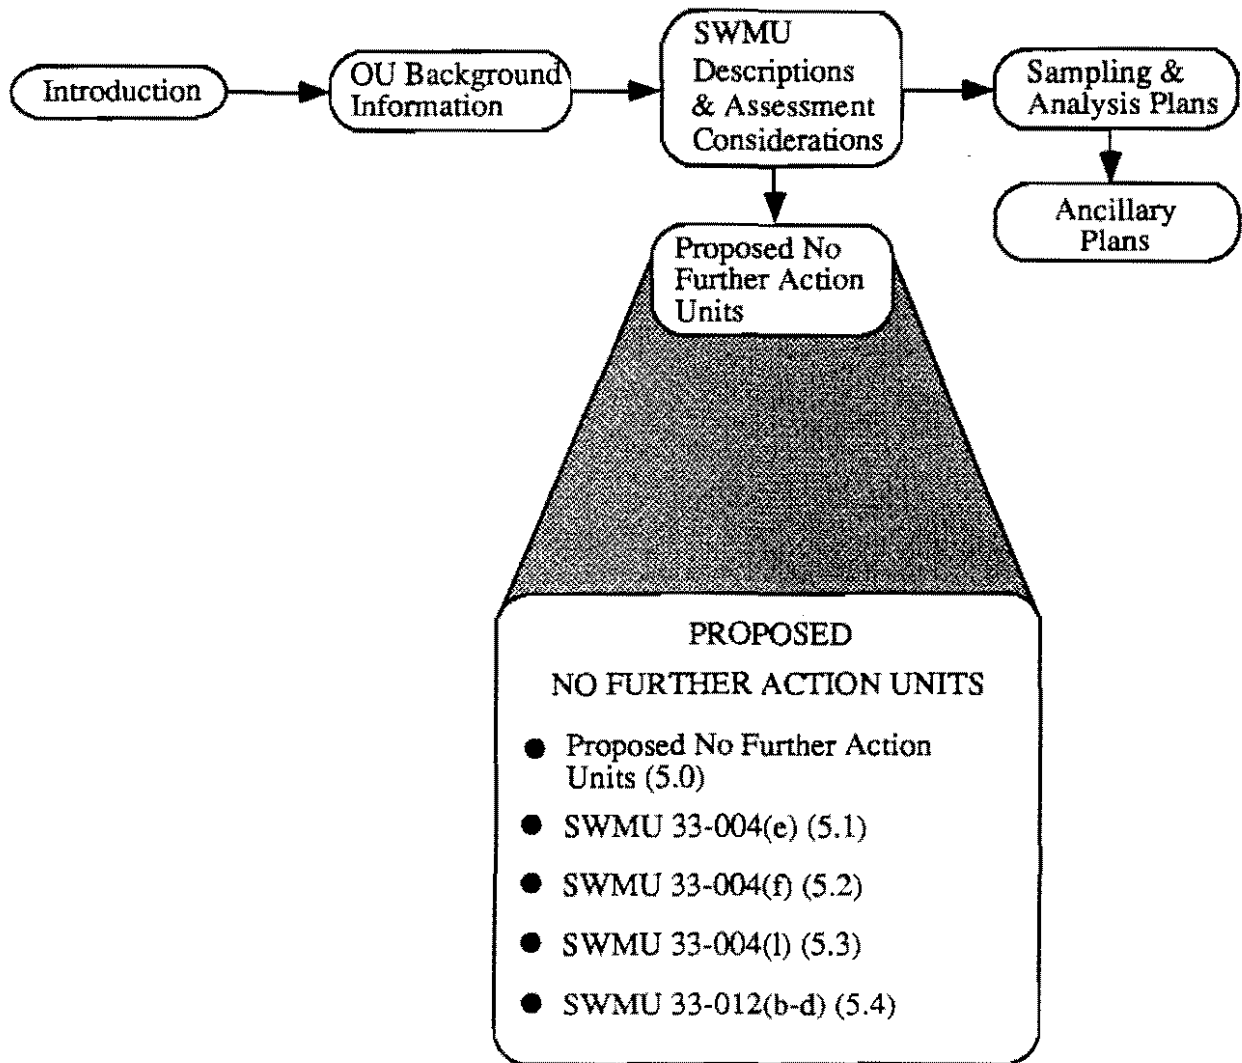 Introduction
OU Background
Information
SWMU
Descriptions
& Assessment
Considerations
Sampling &
Analysis Plans
Ancillary
Plans
Proposed No
Further Action
Units
PROPOSED
NO FURTHER ACTION UNITS
● Proposed No Further Action
Units (5.0)
● SWMU 33-004(e) (5.1)
● SWMU 33-004(f) (5.2)
● SWMU 33-004(l) (5.3)
● SWMU 33-012(b-d) (5.4)